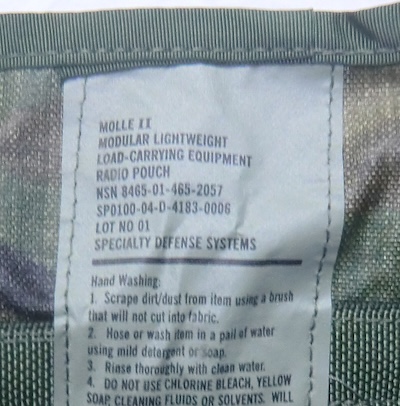 MOLLE II
MODULAR LIGHTWEIGHT
LOAD-CARRYING EQUIPMENT
RADIO POUCH
NSN 8465-01-465-2057
SP0100-04-D-4183-0006
LOT NO 01
SPECIALTY DEFENSE SYSTEMS
Hand Washing:
1. Scrape dirt/dust from item using a brush
that will not cut into fabric.
2. Hose or wash item in a pail of water
using mild detergent or soap.
3. Rinse thoroughly with clean water.
4. DO NOT USE CHLORINE BLEACH, YELLOW
SOAP, CLEANING FLUIDS OR SOLVENTS. WILL